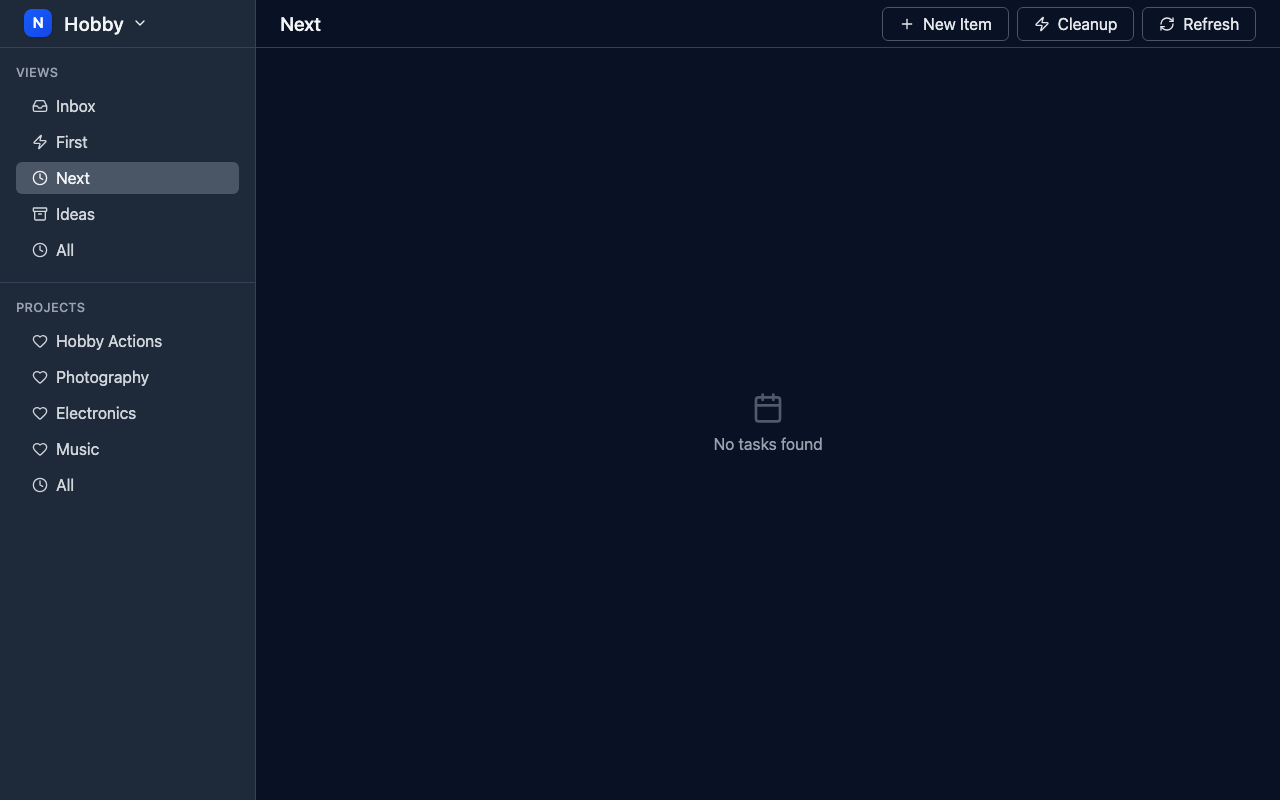 N Hobby
VIEWS
Inbox
First
Next
Ideas
All
PROJECTS
Hobby Actions
Photography
Electronics
Music
All
Next
New Item
Cleanup
Refresh
No tasks found